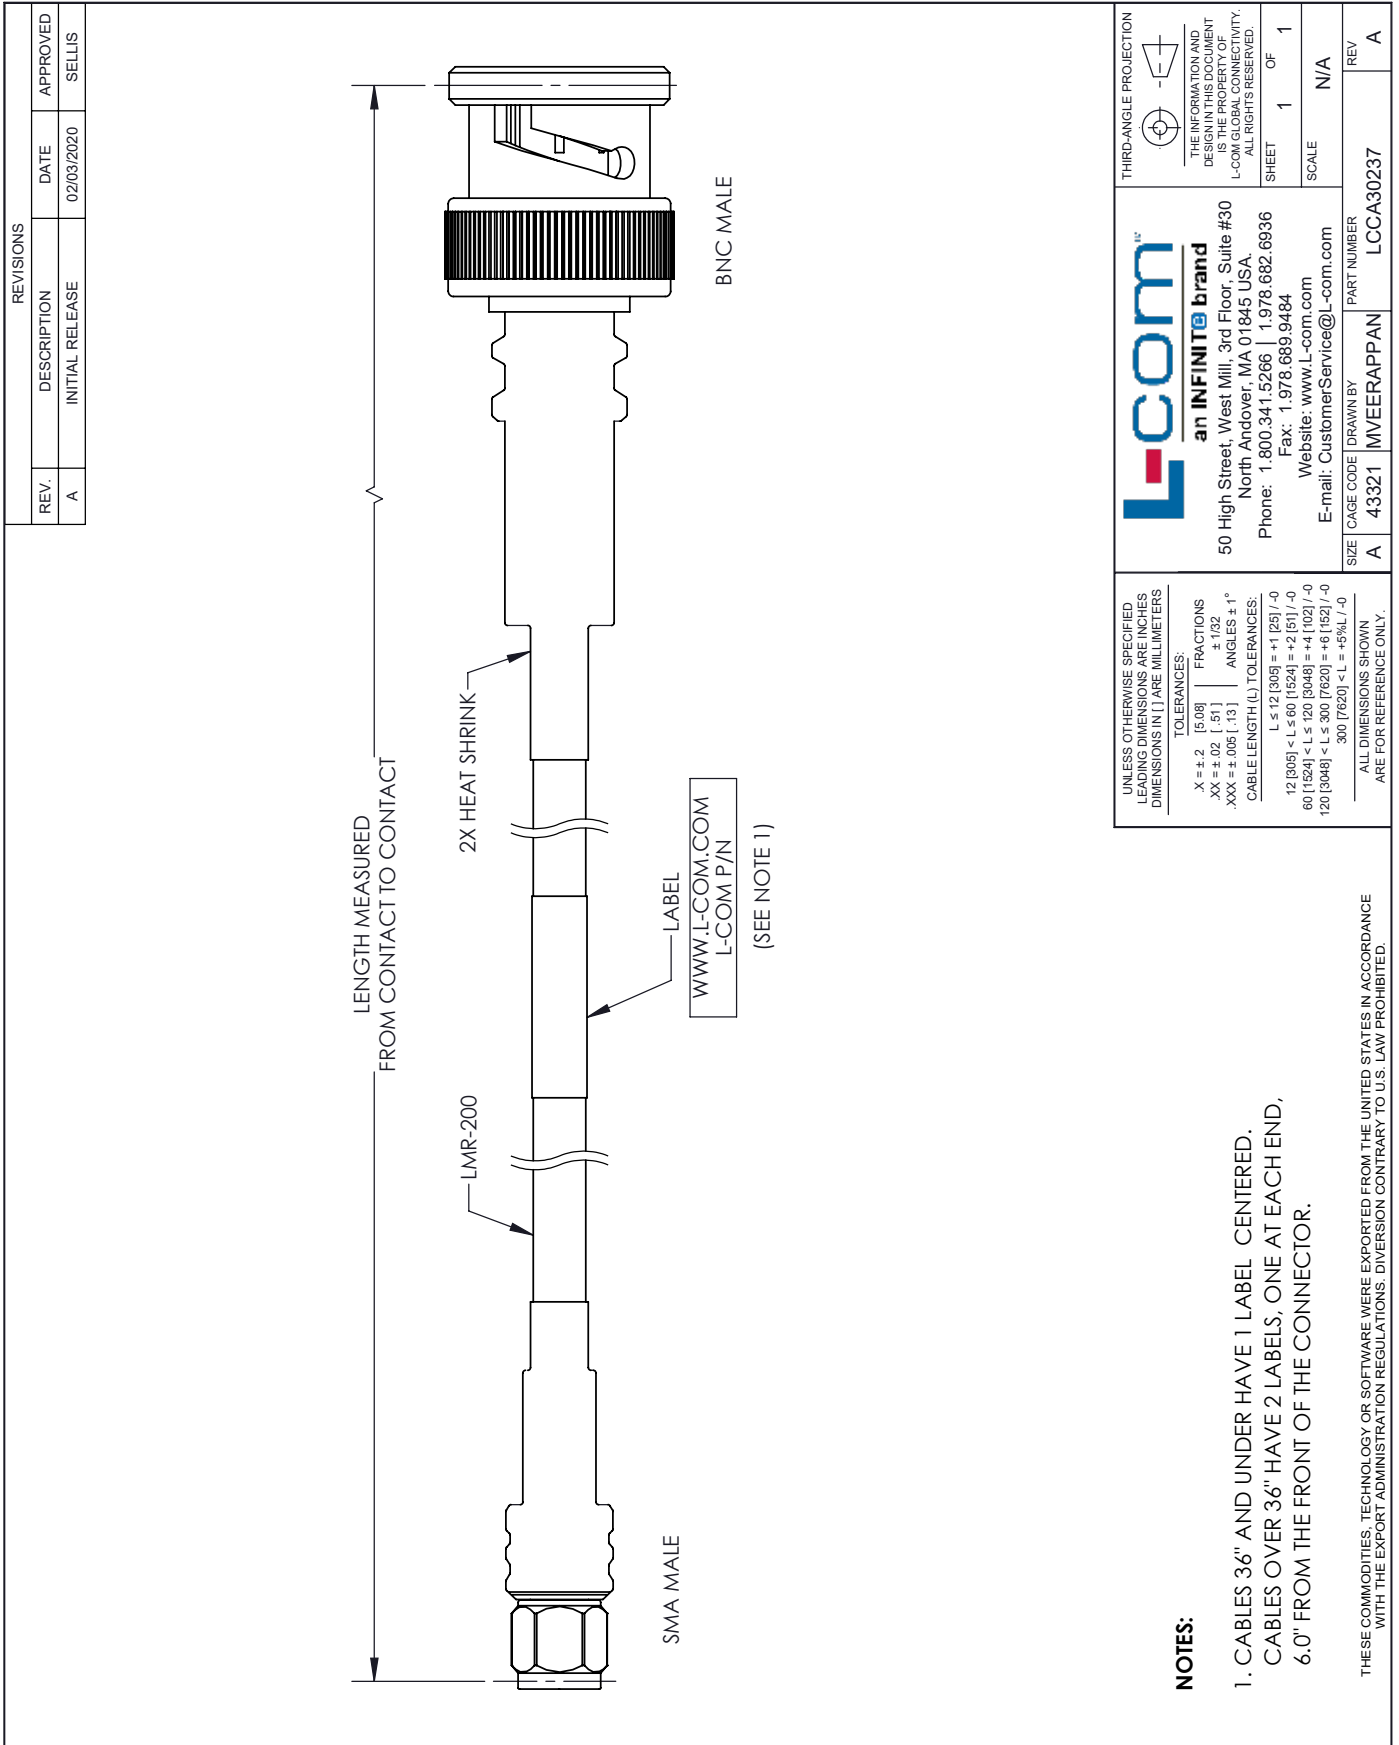 REVISIONS
REV. DESCRIPTION DATE APPROVED
A INITIAL RELEASE 02/03/2020 SELLIS
LENGTH MEASURED
FROM CONTACT TO CONTACT
LMR-200
2X HEAT SHRINK
LABEL
WWW.L-COM.COM
L-COM P/N
(SEE NOTE 1)
SMA MALE
BNC MALE
NOTES:
1. CABLES 36" AND UNDER HAVE 1 LABEL CENTERED.
CABLES OVER 36" HAVE 2 LABELS, ONE AT EACH END,
6.0" FROM THE FRONT OF THE CONNECTOR.
THESE COMMODITIES, TECHNOLOGY OR SOFTWARE WERE EXPORTED FROM THE UNITED STATES IN ACCORDANCE
WITH THE EXPORT ADMINISTRATION REGULATIONS. DIVERSION CONTRARY TO U.S. LAW PROHIBITED.
UNLESS OTHERWISE SPECIFIED
LEADING DIMENSIONS ARE INCHES
DIMENSIONS IN [ ] ARE MILLIMETERS
TOLERANCES:
.X = ±.2 [5.08] FRACTIONS
.XX = ±.02 [.51] ± 1/32
.XXX = ±.005 [.13] ANGLES ± 1°
CABLE LENGTH (L) TOLERANCES:
L ≤ 12 [305] = +1 [25] / -0
12 [305] < L ≤ 60 [1524] = +2 [51] / -0
60 [1524] < L ≤ 120 [3048] = +4 [102] / -0
120 [3048] < L ≤ 300 [7620] = +6 [152] / -0
300 [7620] < L = +5%L / -0
ALL DIMENSIONS SHOWN
ARE FOR REFERENCE ONLY.
L-com
an INFINITe brand
50 High Street, West Mill, 3rd Floor, Suite #30
North Andover, MA 01845 USA.
Phone: 1.800.341.5266 | 1.978.682.6936
Fax: 1.978.689.9484
Website: www.L-com.com
E-mail: CustomerService@L-com.com
THIRD-ANGLE PROJECTION
THE INFORMATION AND
DESIGN IN THIS DOCUMENT
IS THE PROPERTY OF
L-COM GLOBAL CONNECTIVITY.
ALL RIGHTS RESERVED.
SHEET 1 OF 1
SCALE N/A
SIZE A
CAGE CODE 43321
DRAWN BY MVEERAPPAN
PART NUMBER LCCA30237
REV A